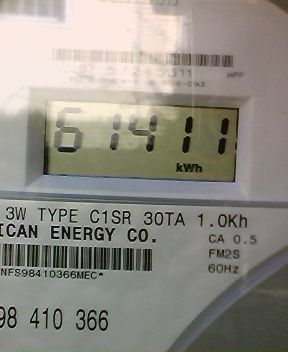 61411
kWh
3W TYPE C1SR 30TA 1.0Kh
ICAN ENERGY CO.
CA 0.5
FM2S
60Hz
NFS98410366MEC*
98 410 366